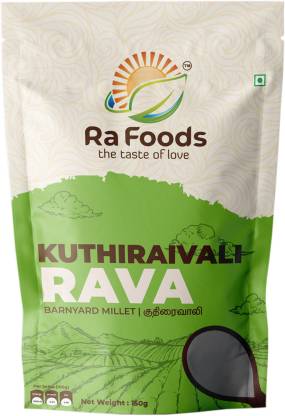 TM
Ra Foods
the taste of love
KUTHIRAIVALI
RAVA
BARNYARD MILLET | குதிரைவாலி
Net Weight : 150g